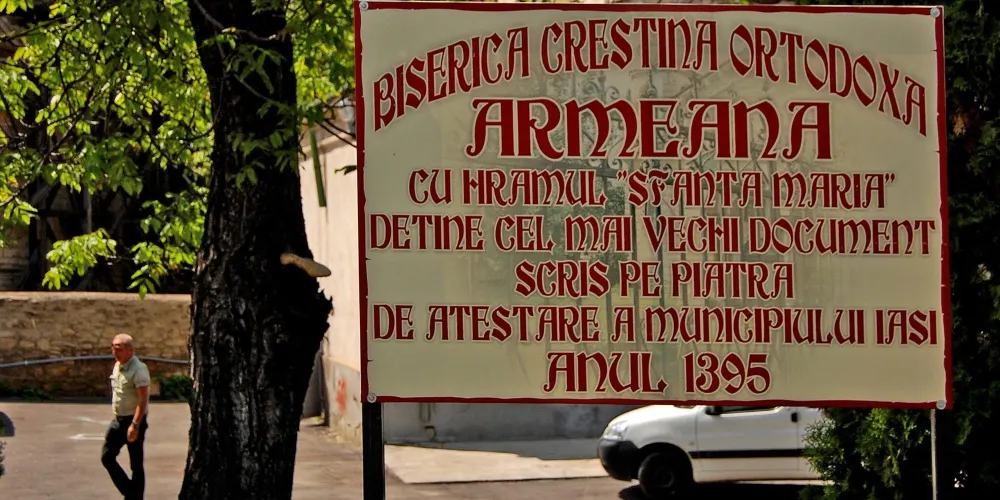 BISERICA CRESTINA ORTODOXA
ARMEANA
CU HRAMUL "SFANTA MARIA"
DETINE CEL MAI VECHI DOCUMENT
SCRIS PE PIATRA
DE ATESTARE A MUNICIPIULUI IASI
ANUL 1395